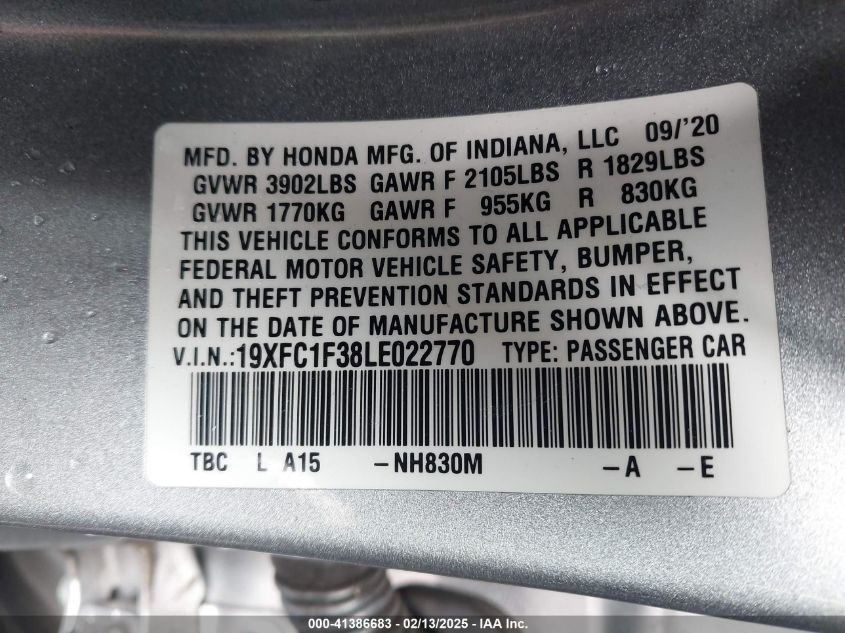 MFD. BY HONDA MFG. OF INDIANA, LLC 09/'20
GVWR 3902LBS GAWR F 2105LBS R 1829LBS
GVWR 1770KG GAWR F 955KG R 830KG
THIS VEHICLE CONFORMS TO ALL APPLICABLE
FEDERAL MOTOR VEHICLE SAFETY, BUMPER,
AND THEFT PREVENTION STANDARDS IN EFFECT
ON THE DATE OF MANUFACTURE SHOWN ABOVE.
V.I.N.:19XFC1F38LE022770 TYPE: PASSENGER CAR
TBC L A15 -NH830M -A -E
000-41386683 / 02/13/2025 - IAA Inc.